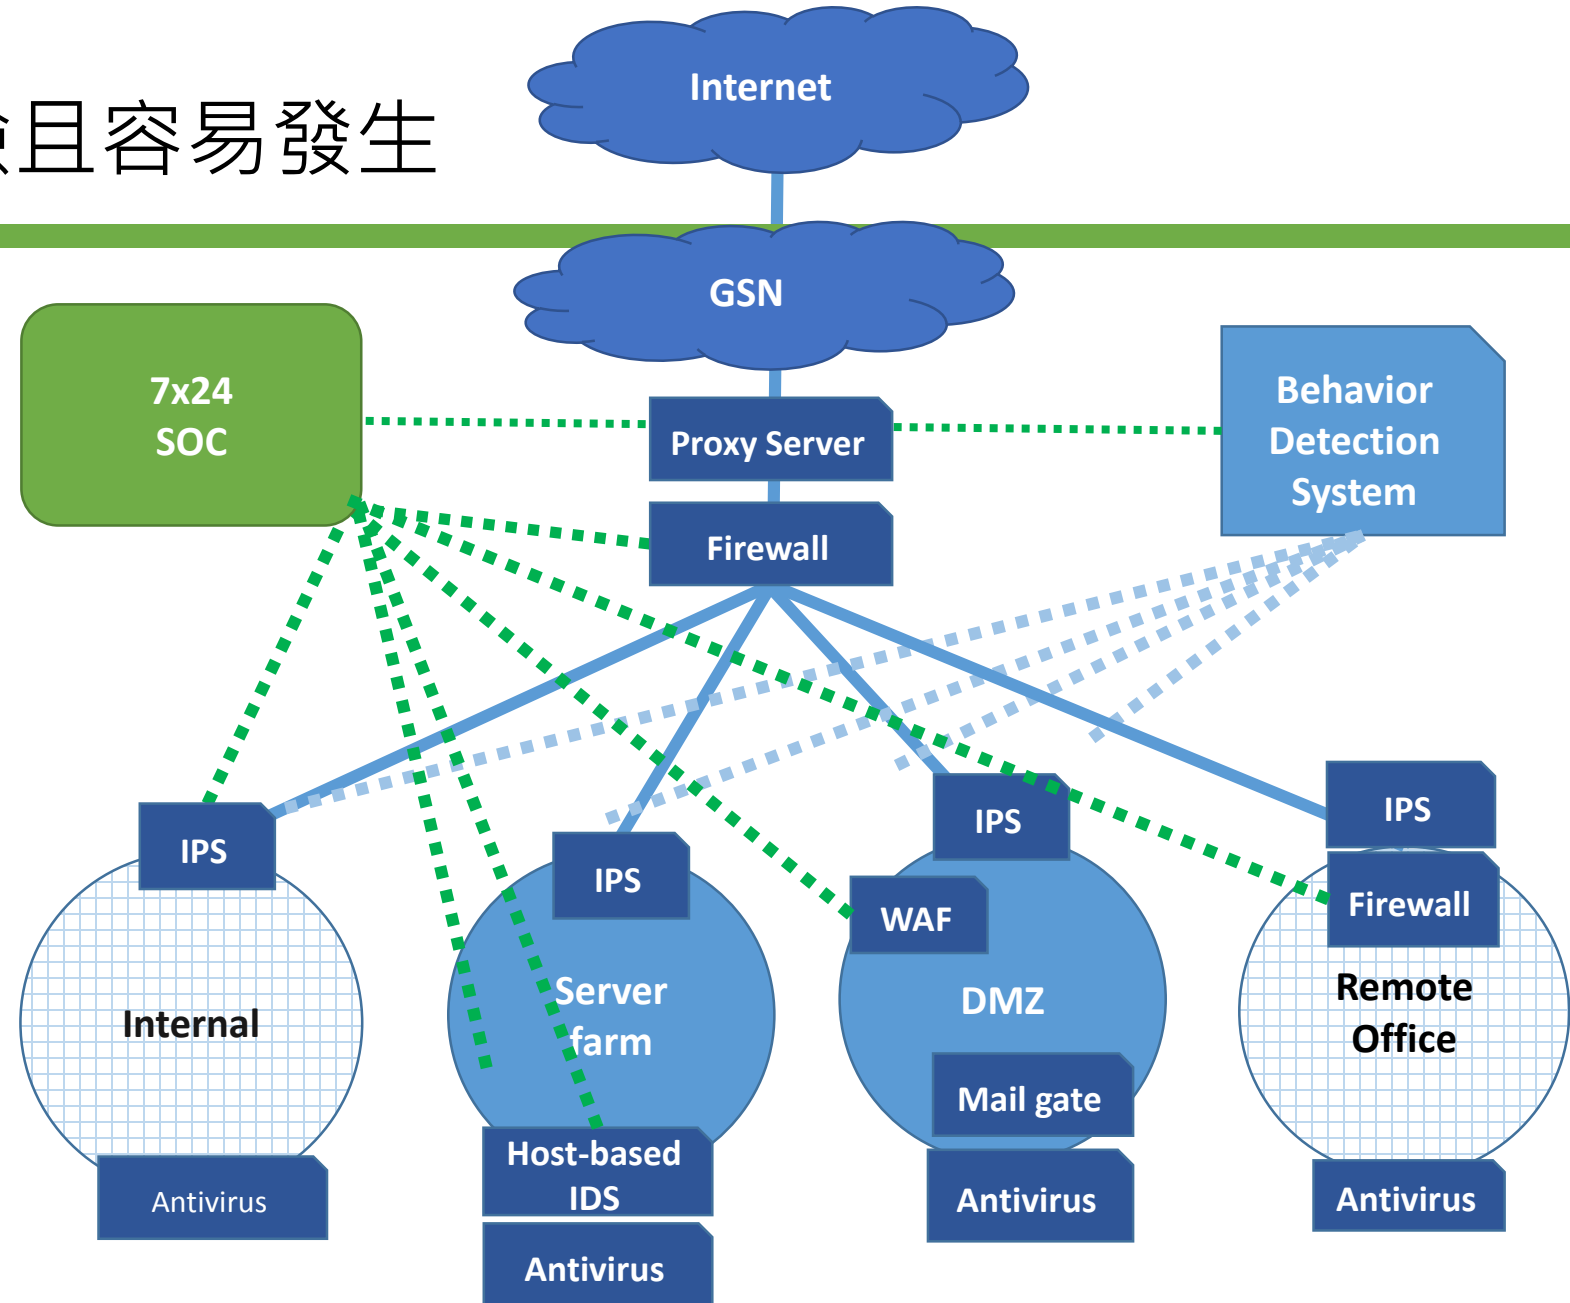 Internet
且容易發生
GSN
7x24
SOC
Behavior
Detection
System
Proxy Server
Firewall
IPS
IPS
IPS
IPS
WAF
Firewall
Internal
Server
farm
DMZ
Remote
Office
Mail gate
Host-based
IDS
Antivirus
Antivirus
Antivirus
Antivirus